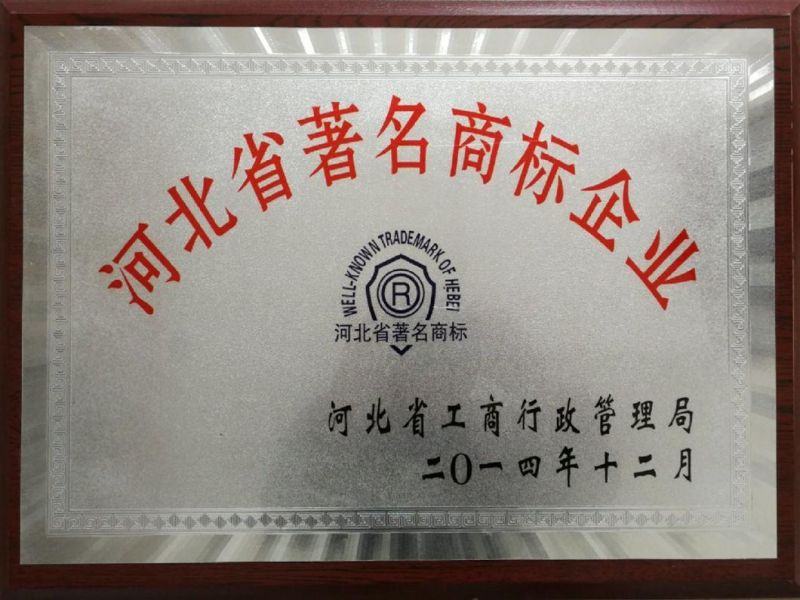 河北省著名商标企业
WELL-KNOWN TRADEMARK OF HEBEI
R
河北省著名商标
河北省工商行政管理局
二〇一四年十二月